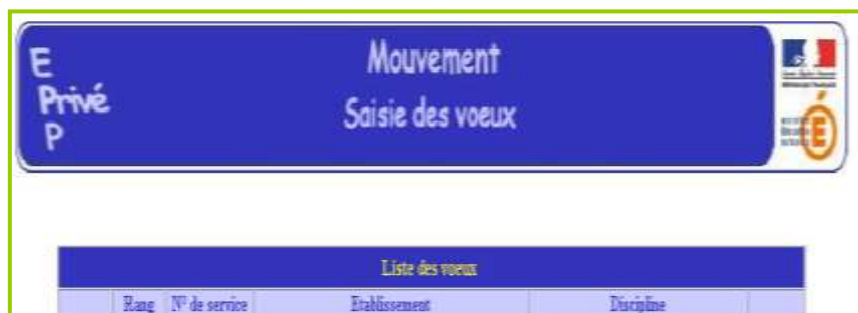 E
Privé
P
Mouvement
Saisie des voeux
É
Liste des voeux
Rang N° de service Etablissement Discipline